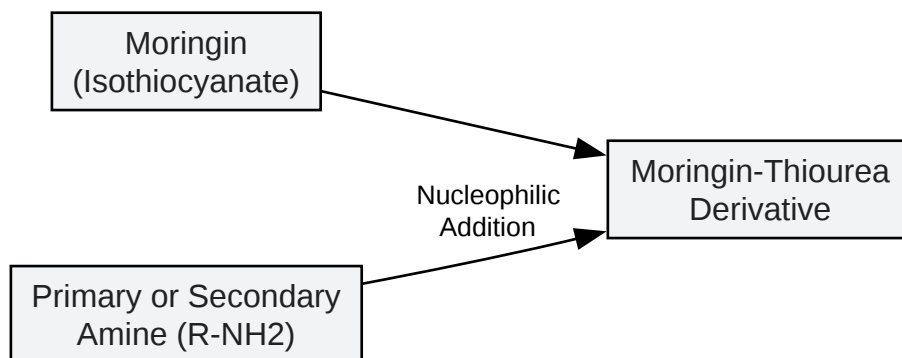 Moringin
(Isothiocyanate)
Moringin-Thiourea
Derivative
Nucleophilic
Addition
Primary or Secondary
Amine (R-NH2)